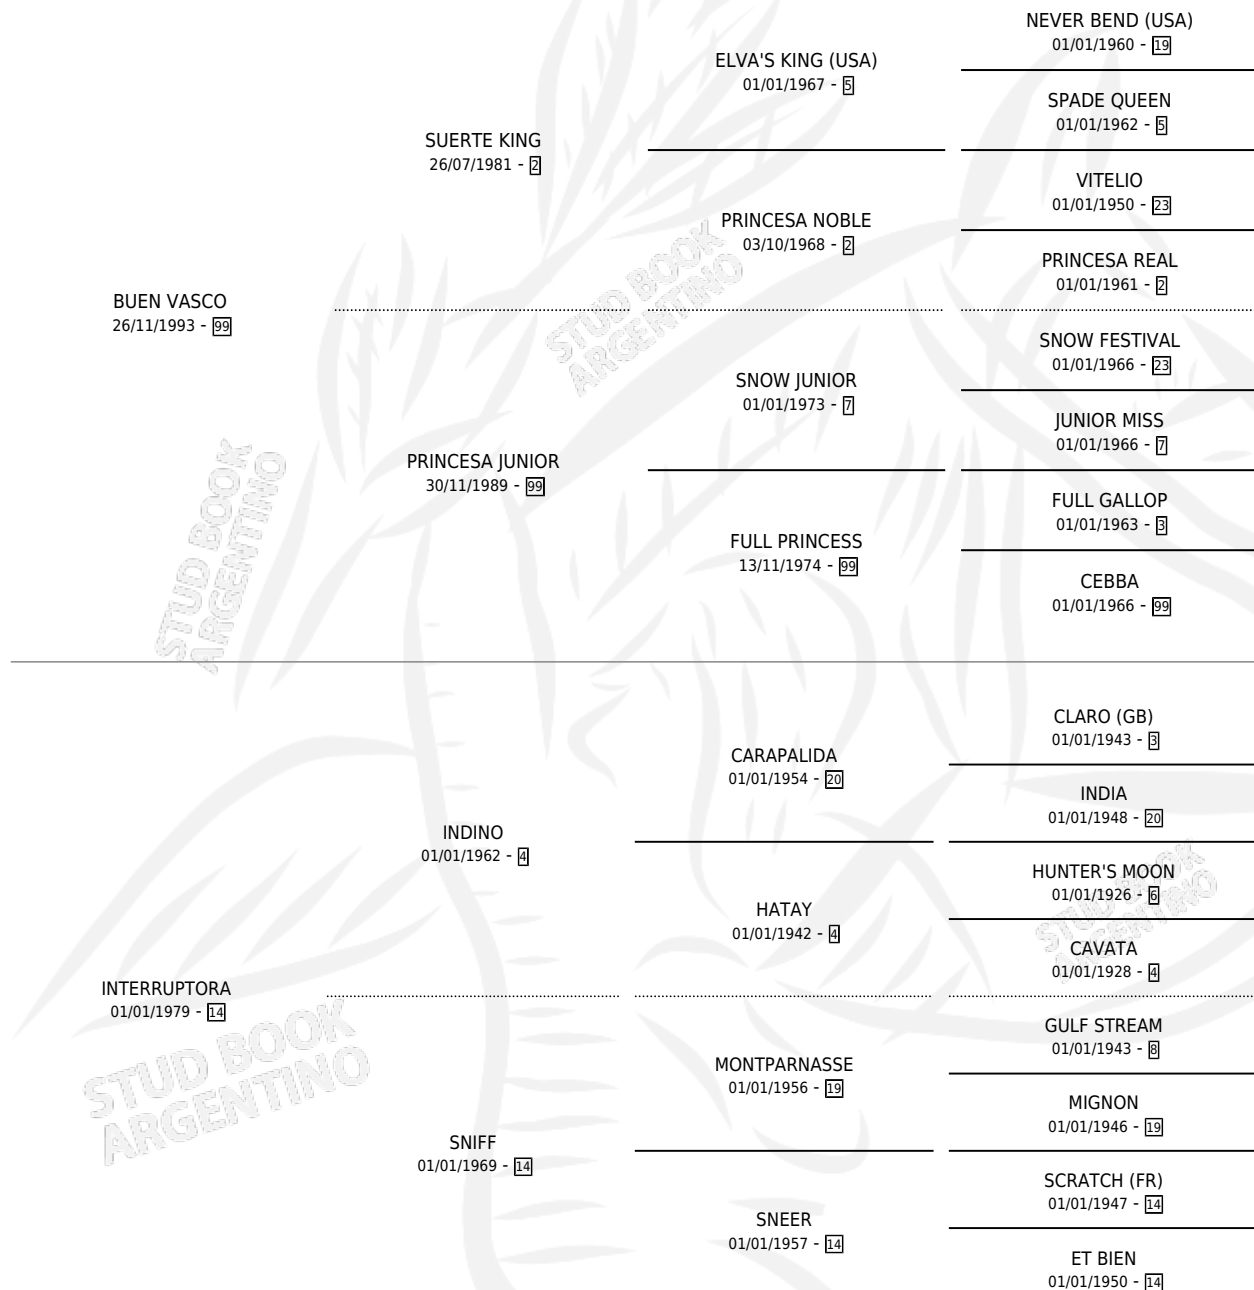 NEVER BEND (USA)
01/01/1960 - 19
ELVA'S KING (USA)
01/01/1967 - 5
SPADE QUEEN
01/01/1962 - 5
SUERTE KING
26/07/1981 - 2
VITELIO
01/01/1950 - 23
PRINCESA NOBLE
03/10/1968 - 2
PRINCESA REAL
01/01/1961 - 2
BUEN VASCO
26/11/1993 - 99
STUD BOOK
ARGENTINO
SNOW FESTIVAL
01/01/1966 - 23
SNOW JUNIOR
01/01/1973 - 7
JUNIOR MISS
01/01/1966 - 7
PRINCESA JUNIOR
30/11/1989 - 99
FULL GALLOP
01/01/1963 - 3
FULL PRINCESS
13/11/1974 - 99
CEBBA
01/01/1966 - 99
STUD BOOK
ARGENTINO
CLARO (GB)
01/01/1943 - 3
CARAPALIDA
01/01/1954 - 20
INDIA
01/01/1948 - 20
INDINO
01/01/1962 - 4
HUNTER'S MOON
01/01/1926 - 6
HATAY
01/01/1942 - 4
CAVATA
01/01/1928 - 4
STUD BOOK
ARGENTINO
INTERRUPTORA
01/01/1979 - 14
STUD BOOK
ARGENTINO
GULF STREAM
01/01/1943 - 8
MONTPARNASSE
01/01/1956 - 19
MIGNON
01/01/1946 - 19
SNIFF
01/01/1969 - 14
SCRATCH (FR)
01/01/1947 - 14
SNEER
01/01/1957 - 14
ET BIEN
01/01/1950 - 14